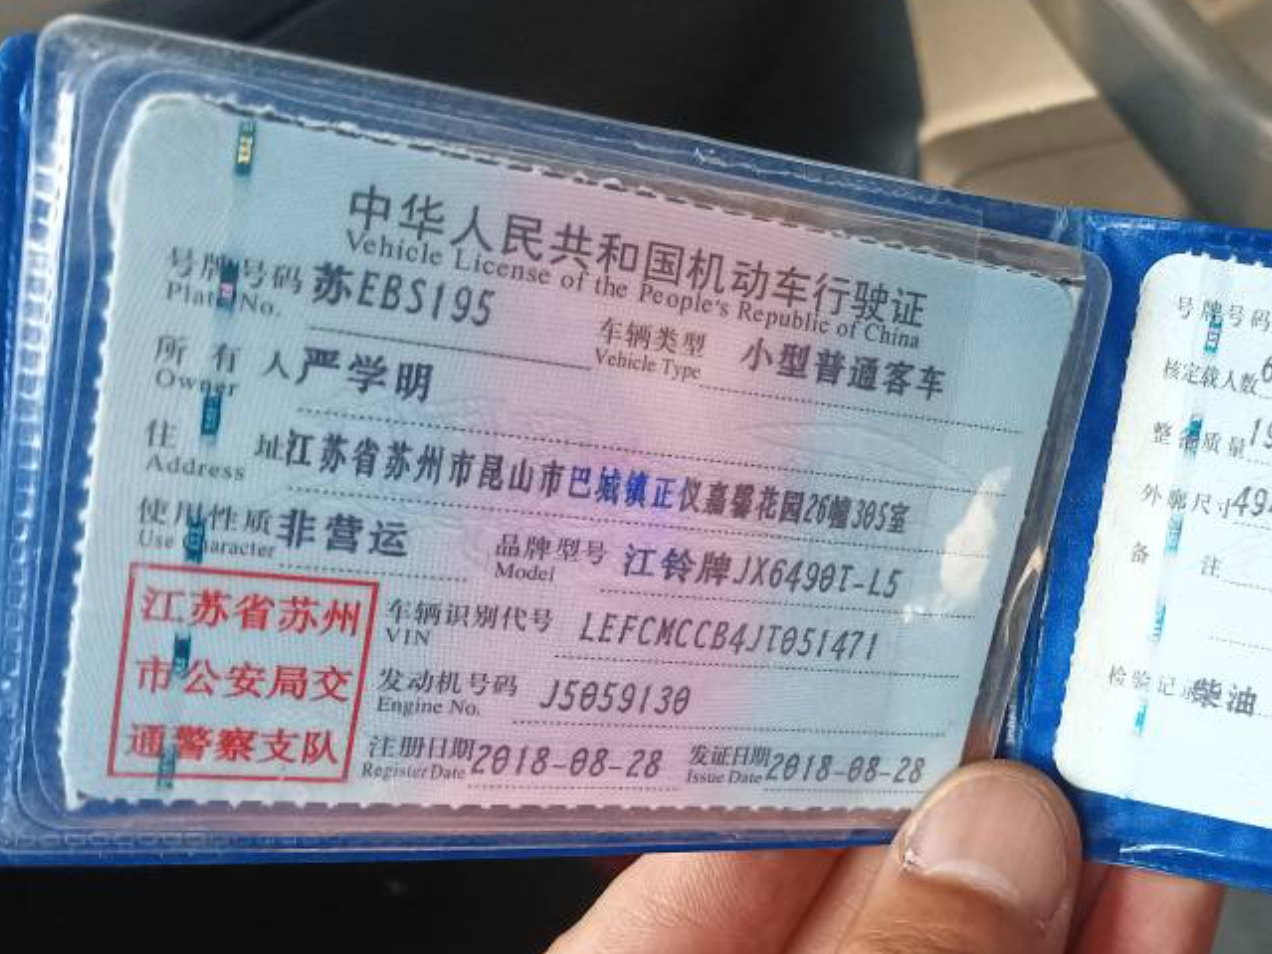 中华人民共和国机动车行驶证
Vehicle License of the People's Republic of China
号牌号码 苏EBS195
Plate No.
车辆类型 小型普通客车
Vehicle Type
所有人 严学明
Owner
住址 江苏省苏州市昆山市巴城镇正仪嘉馨花园26幢305室
Address
使用性质 非营运
Use Character
品牌型号 江铃牌JX6490T-L5
Model
车辆识别代号 LEFCMCCB4JT051471
VIN
发动机号码 J5059130
Engine No.
注册日期 2018-08-28
Register Date
发证日期 2018-08-28
Issue Date
江苏省苏州
市公安局交
通警察支队
号牌号码
核定载人数 6
整备质量 19
外廓尺寸 494
备注
检验记录 柴油